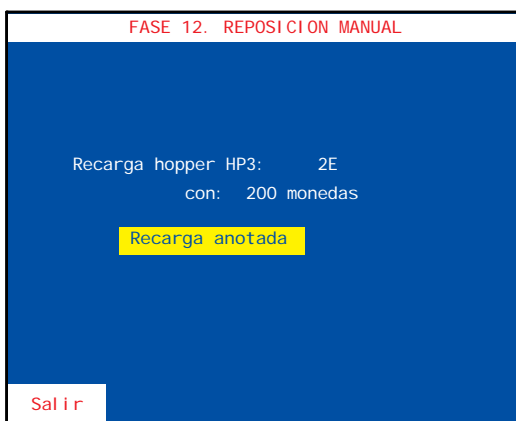 FASE 12. REPOSICION MANUAL
Recarga hopper HP3: 2E
con: 200 monedas
Recarga anotada
Salir